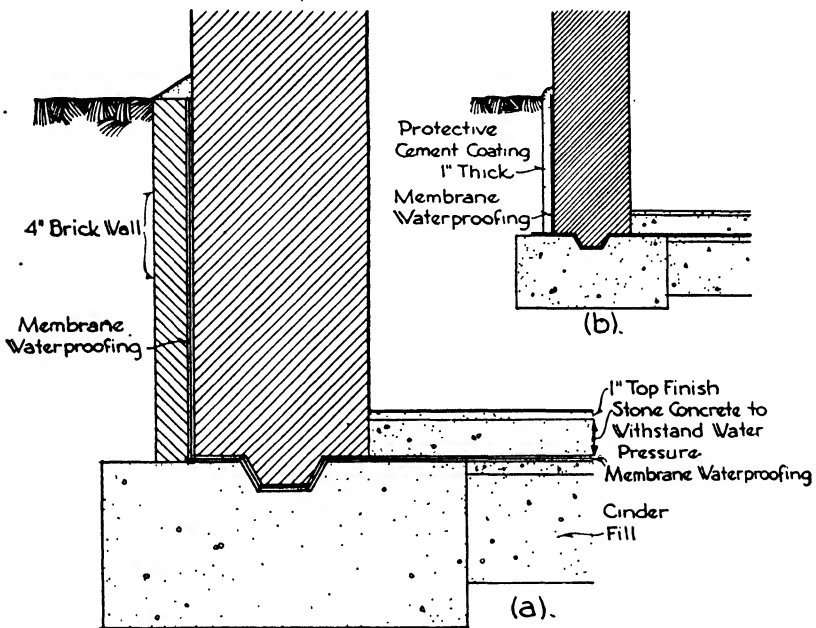 Protective
Cement Coating
1" Thick
Membrane
Waterproofing
(b).
4" Brick Wall
Membrane
Waterproofing
1" Top Finish
Stone Concrete to
Withstand Water
Pressure
Membrane Waterproofing
Cinder
Fill
(a).